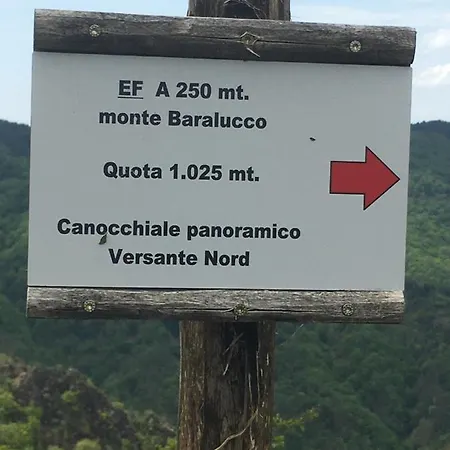 EF A 250 mt.
monte Baralucco
Quota 1.025 mt.
Canocchiale panoramico
Versante Nord